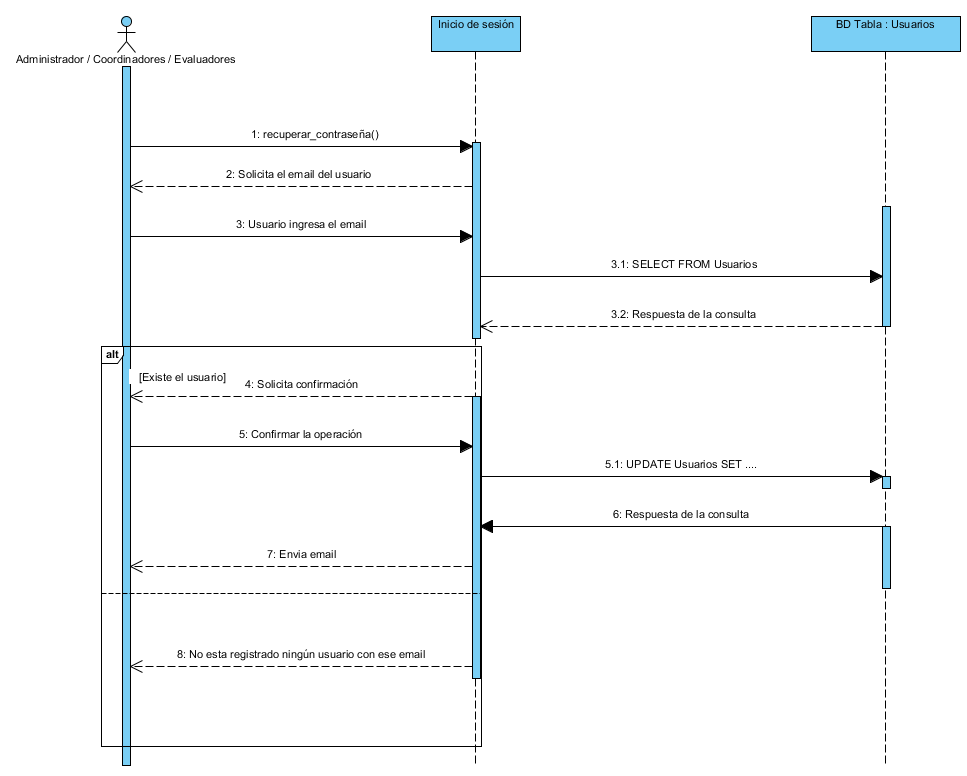 Inicio de sesión
BD Tabla : Usuarios
Administrador / Coordinadores / Evaluadores
1: recuperar_contraseña()
2: Solicita el email del usuario
3: Usuario ingresa el email
3.1: SELECT FROM Usuarios
3.2: Respuesta de la consulta
alt
[Existe el usuario]
4: Solicita confirmación
5: Confirmar la operación
5.1: UPDATE Usuarios SET ....
6: Respuesta de la consulta
7: Envia email
8: No esta registrado ningún usuario con ese email